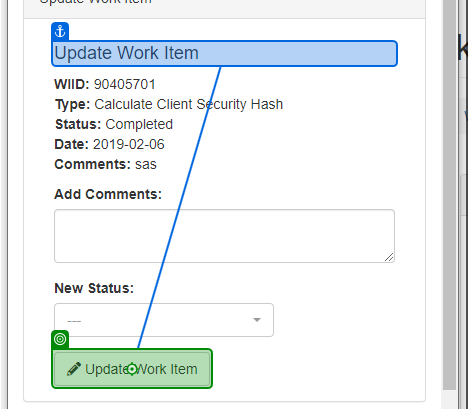 Update Work Item
Update Work Item
WIID: 90405701
Type: Calculate Client Security Hash
Status: Completed
Date: 2019-02-06
Comments: sas
Add Comments:
New Status:
---
Update Work Item